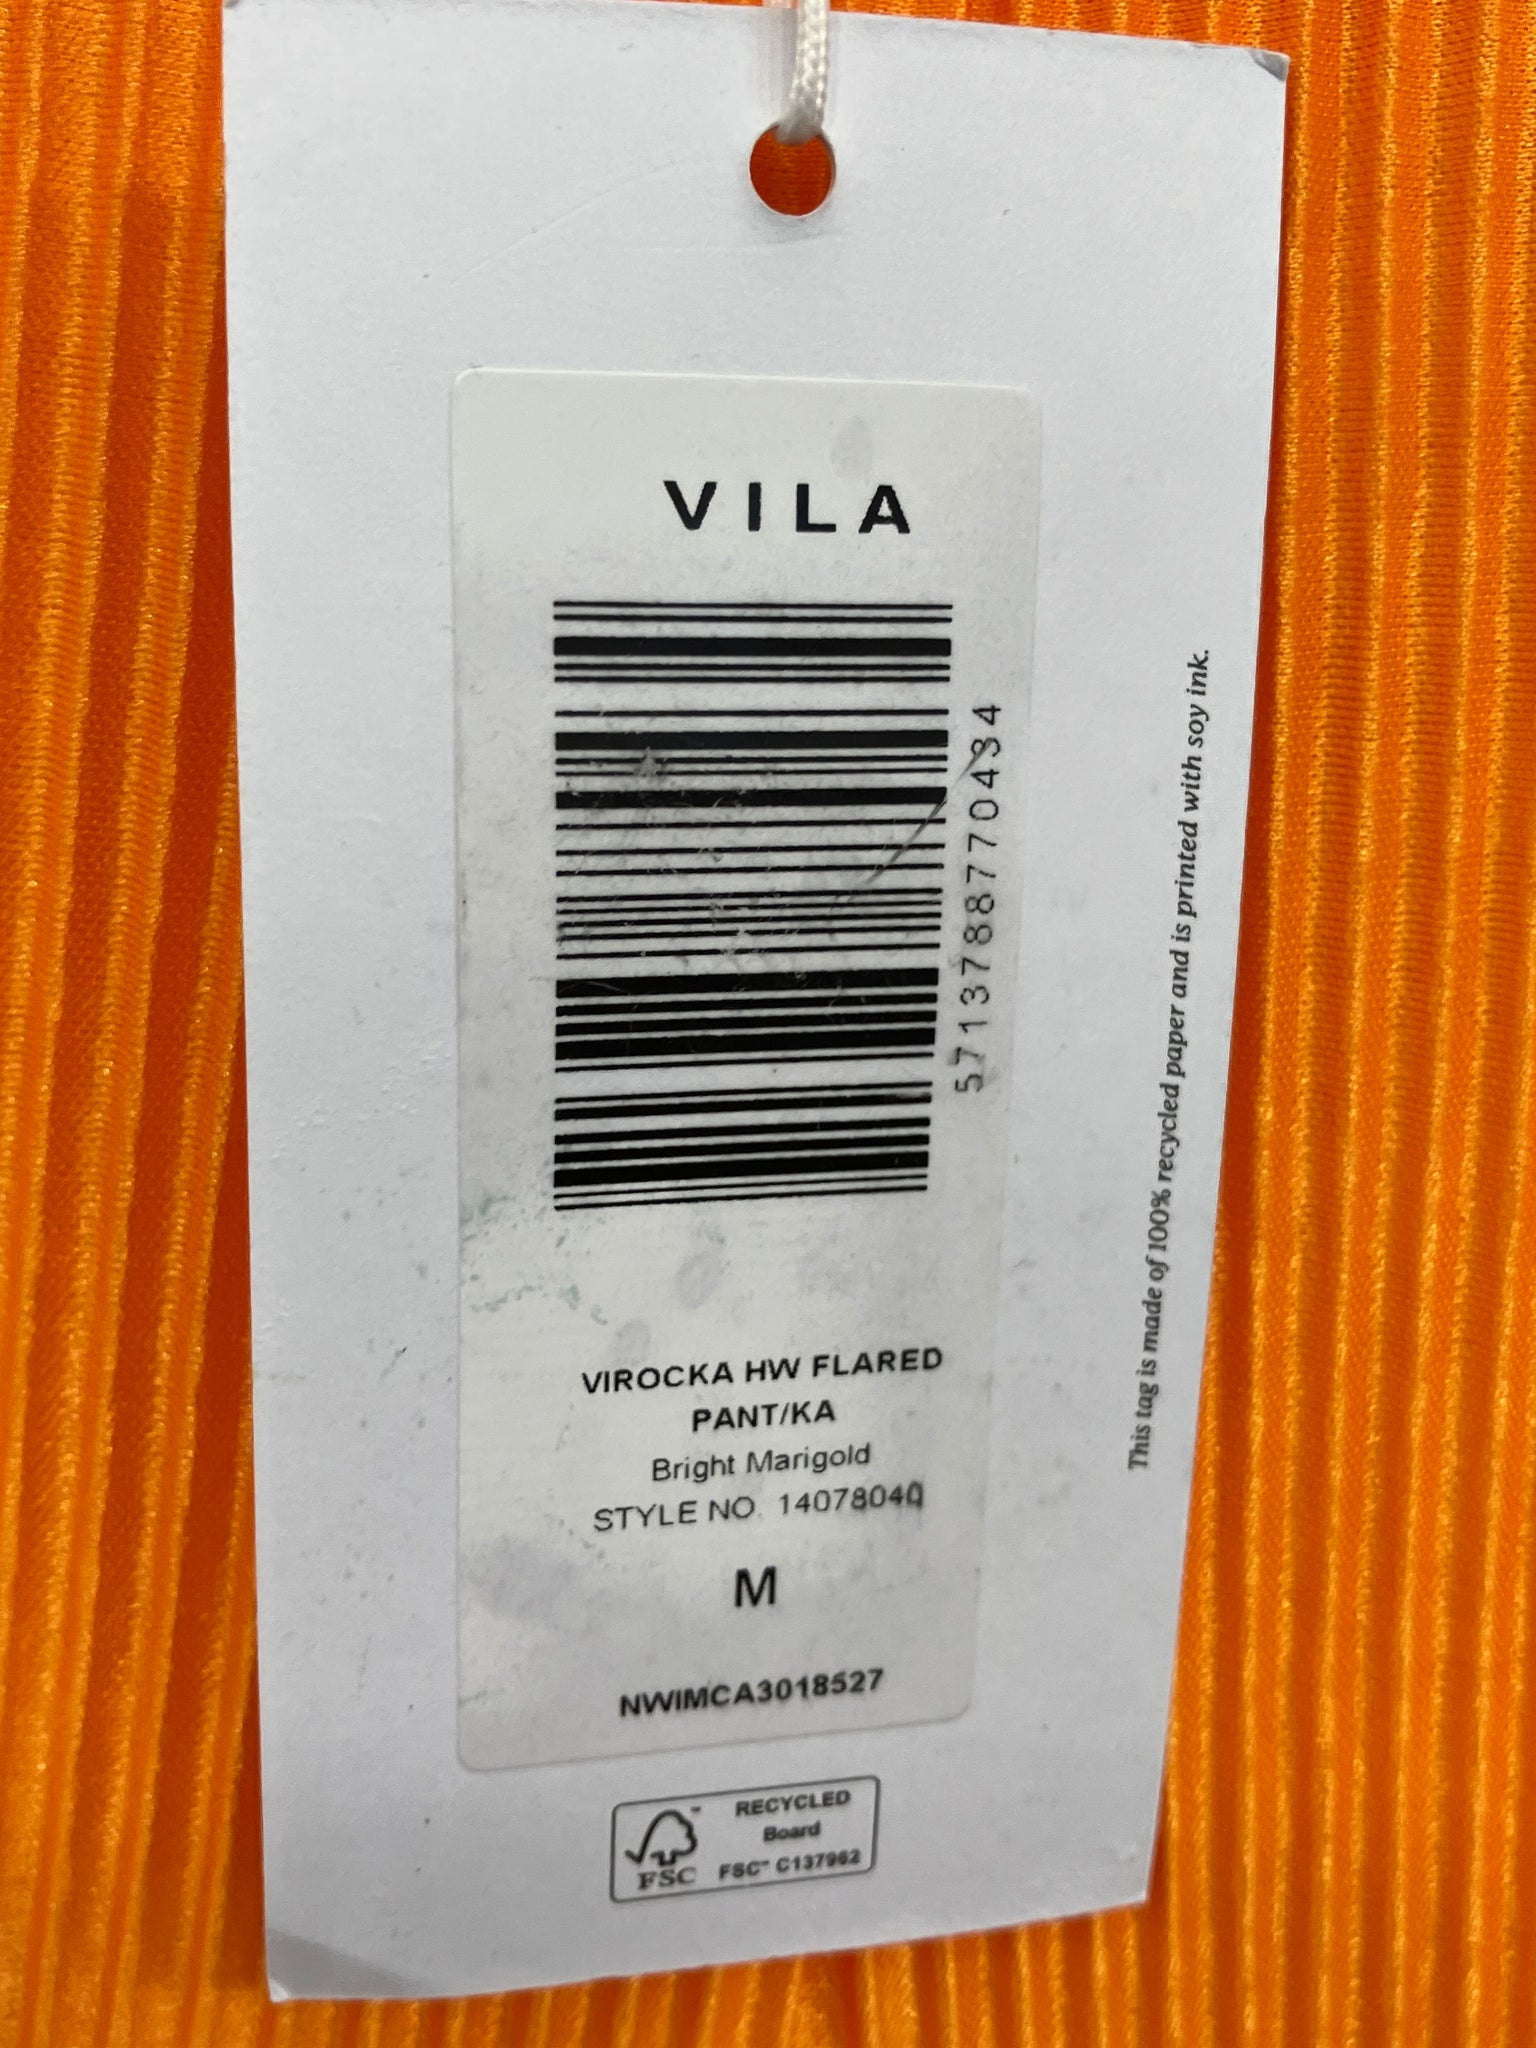 VILA
5713788770434
VIROCKA HW FLARED
PANT/KA
Bright Marigold
STYLE NO. 14078040
M
NWIMCA3018527
FSC™
RECYCLED
Board
FSC™ C137962
This tag is made of 100% recycled paper and is printed with soy ink.